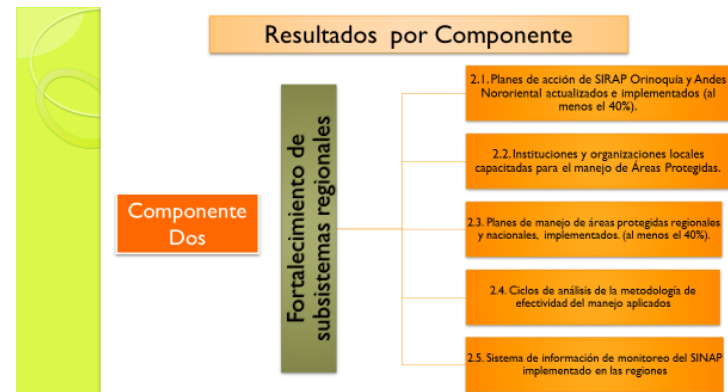 Resultados por Componente
Componente
Dos
Fortalecimiento de
subsistemas regionales
2.1. Planes de acción de SIRAP Orinoquía y Andes
Nororiental actualizados e implementados (al
menos el 40%).
2.2. Instituciones y organizaciones locales
capacitadas para el manejo de Áreas Protegidas.
2.3. Planes de manejo de áreas protegidas regionales
y nacionales, implementados. (al menos el 40%).
2.4. Ciclos de análisis de la metodología de
efectividad del manejo aplicados
2.5. Sistema de información de monitoreo del SINAP
implementado en las regiones